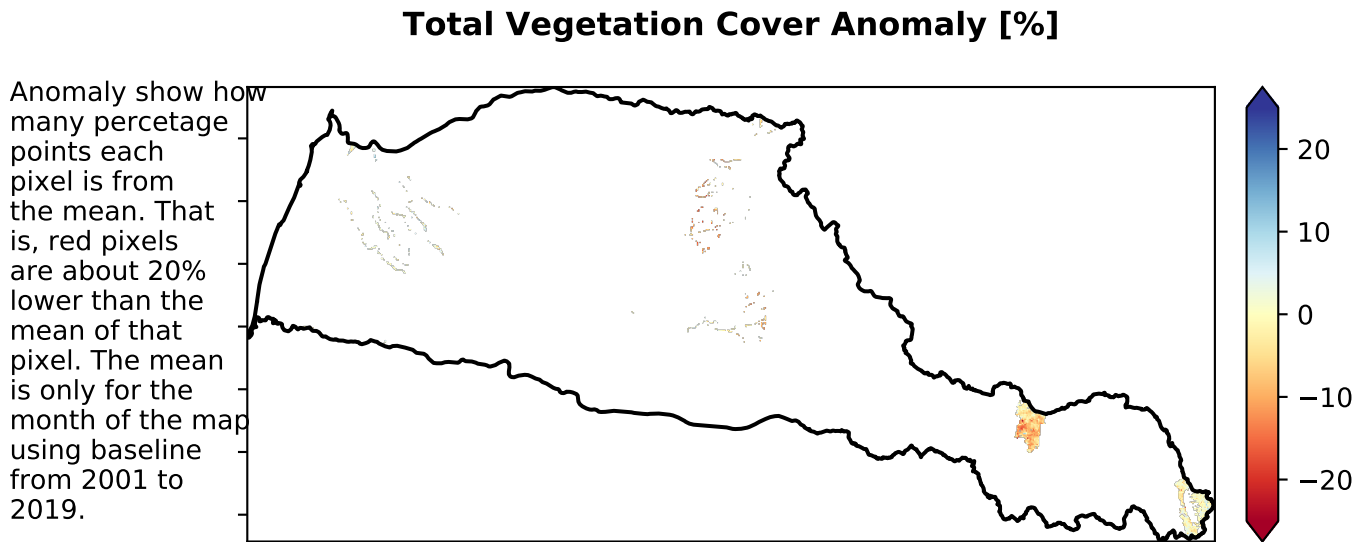 Total Vegetation Cover Anomaly [%]
Anomaly show how
many percetage
points each
pixel is from
the mean. That
is, red pixels
are about 20%
lower than the
mean of that
pixel. The mean
is only for the
month of the map
using baseline
from 2001 to
2019.
20
10
0
−10
−20